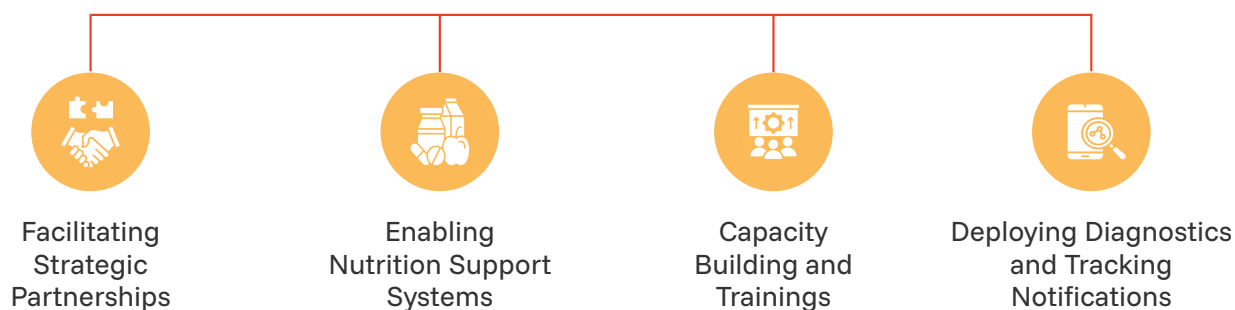 Facilitating
Strategic
Partnerships
Enabling
Nutrition Support
Systems
Capacity
Building and
Trainings
Deploying Diagnostics
and Tracking
Notifications